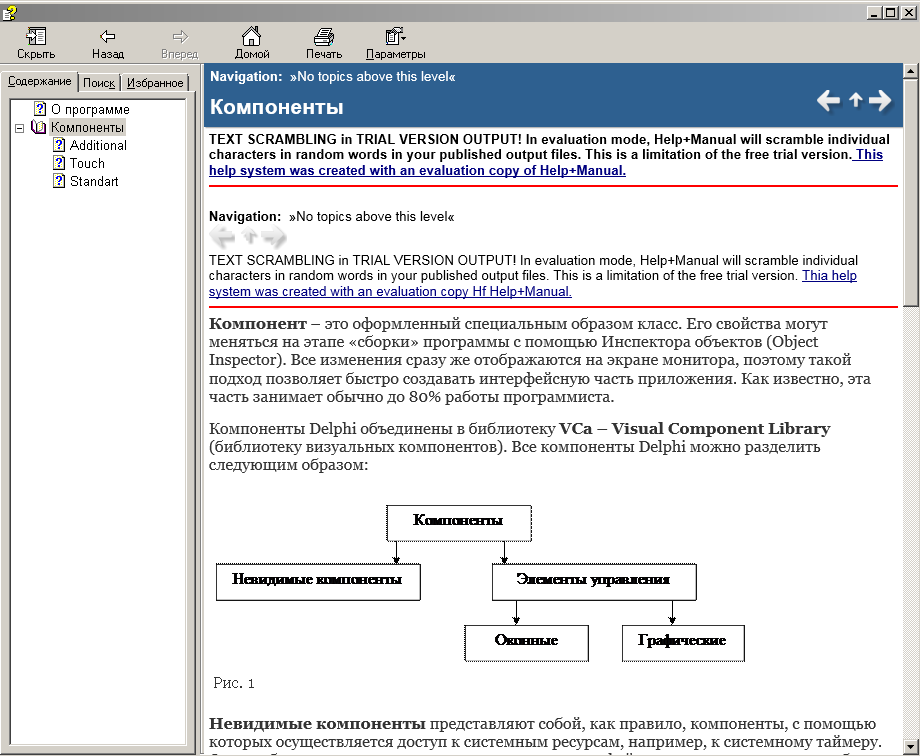 Скрыть Назад Вперед Домой Печать Параметры
Содержание Поиск Избранное
О программе
Компоненты
Additional
Touch
Standart
Navigation: »No topics above this level«
Компоненты
TEXT SCRAMBLING in TRIAL VERSION OUTPUT! In evaluation mode, Help+Manual will scramble individual
characters in random words in your published output files. This is a limitation of the free trial version. This
help system was created with an evaluation copy of Help+Manual.
Navigation: »No topics above this level«
TEXT SCRAMBLING in TRIAL VERSION OUTPUT! In evaluation mode, Help+Manual will scramble individual
characters in random words in your published output files. This is a limitation of the free trial version. Thia help
system was created with an evaluation copy Hf Help+Manual.
Компонент – это оформленный специальным образом класс. Его свойства могут
меняться на этапе «сборки» программы с помощью Инспектора объектов (Object
Inspector). Все изменения сразу же отображаются на экране монитора, поэтому такой
подход позволяет быстро создавать интерфейсную часть приложения. Как известно, эта
часть занимает обычно до 80% работы программиста.
Компоненты Delphi объединены в библиотеку VCa – Visual Component Library
(библиотеку визуальных компонентов). Все компоненты Delphi можно разделить
следующим образом:
Компоненты
Невидимые компоненты Элементы управления
Оконные Графические
Рис. 1
Невидимые компоненты представляют собой, как правило, компоненты, с помощью
которых осуществляется доступ к системным ресурсам, например, к системному таймеру.